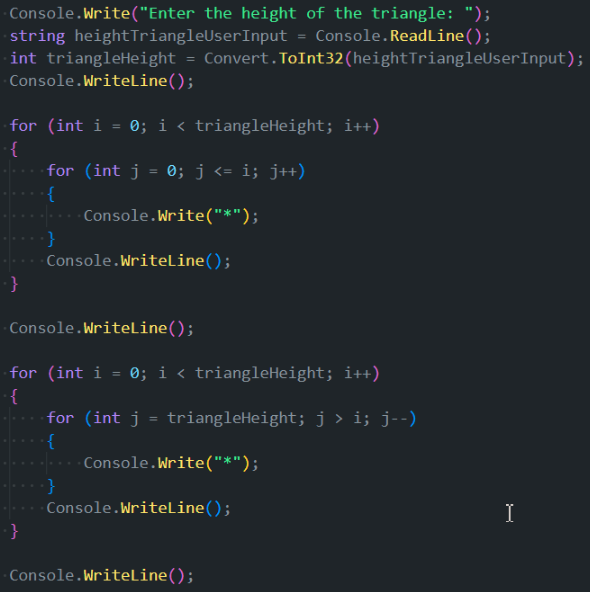 Console.Write("Enter the height of the triangle: ");
string heightTriangleUserInput = Console.ReadLine();
int triangleHeight = Convert.ToInt32(heightTriangleUserInput);
Console.WriteLine();

for (int i = 0; i < triangleHeight; i++)
{
    for (int j = 0; j <= i; j++)
    {
        Console.Write("*");
    }
    Console.WriteLine();
}

Console.WriteLine();

for (int i = 0; i < triangleHeight; i++)
{
    for (int j = triangleHeight; j > i; j--)
    {
        Console.Write("*");
    }
    Console.WriteLine();
}

Console.WriteLine();